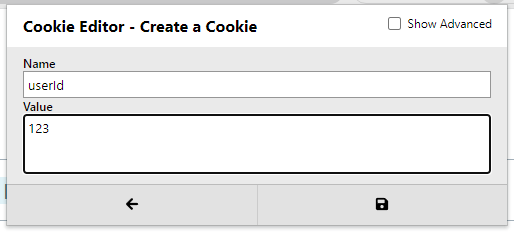 Cookie Editor - Create a Cookie
Show Advanced
Name
userId
Value
123